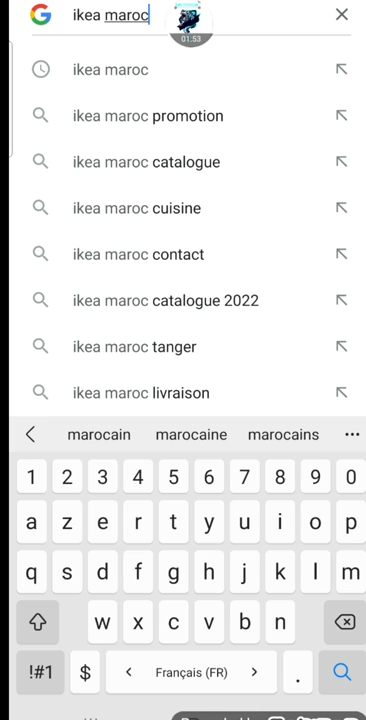 ikea maroc
01:53
ikea maroc
ikea maroc promotion
ikea maroc catalogue
ikea maroc cuisine
ikea maroc contact
ikea maroc catalogue 2022
ikea maroc tanger
ikea maroc livraison
marocain marocaine marocains
1 2 3 4 5 6 7 8 9 0
a z e r t y u i o p
q s d f g h j k l m
w x c v b n
!#1 $ Français (FR) .